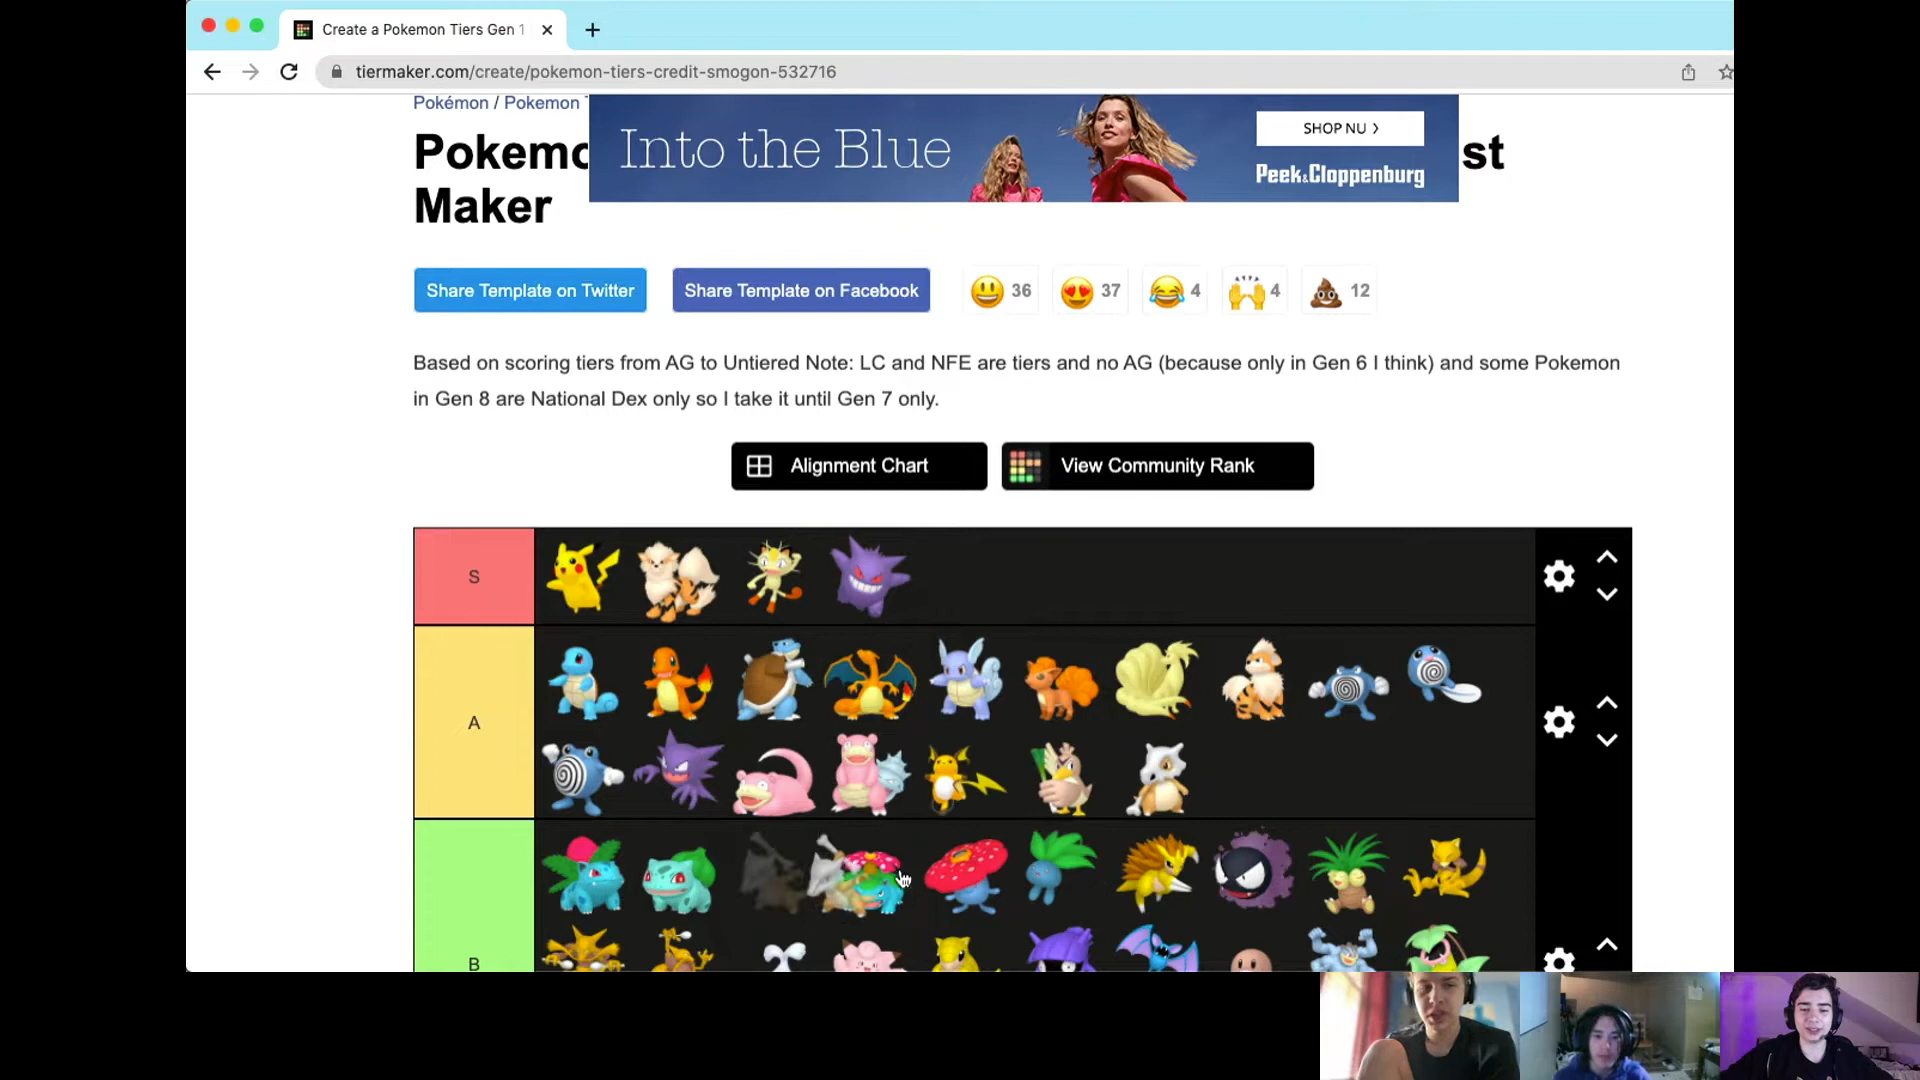 Create a Pokemon Tiers Gen 1
tiermaker.com/create/pokemon-tiers-credit-smogon-532716
Pokémon / Pokemon
Into the Blue
SHOP NU
Peek&Cloppenburg
Pokemo st
Maker
Share Template on Twitter
Share Template on Facebook
36
37
4
4
12
Based on scoring tiers from AG to Untiered Note: LC and NFE are tiers and no AG (because only in Gen 6 I think) and some Pokemon
in Gen 8 are National Dex only so I take it until Gen 7 only.
Alignment Chart
View Community Rank
S
A
B